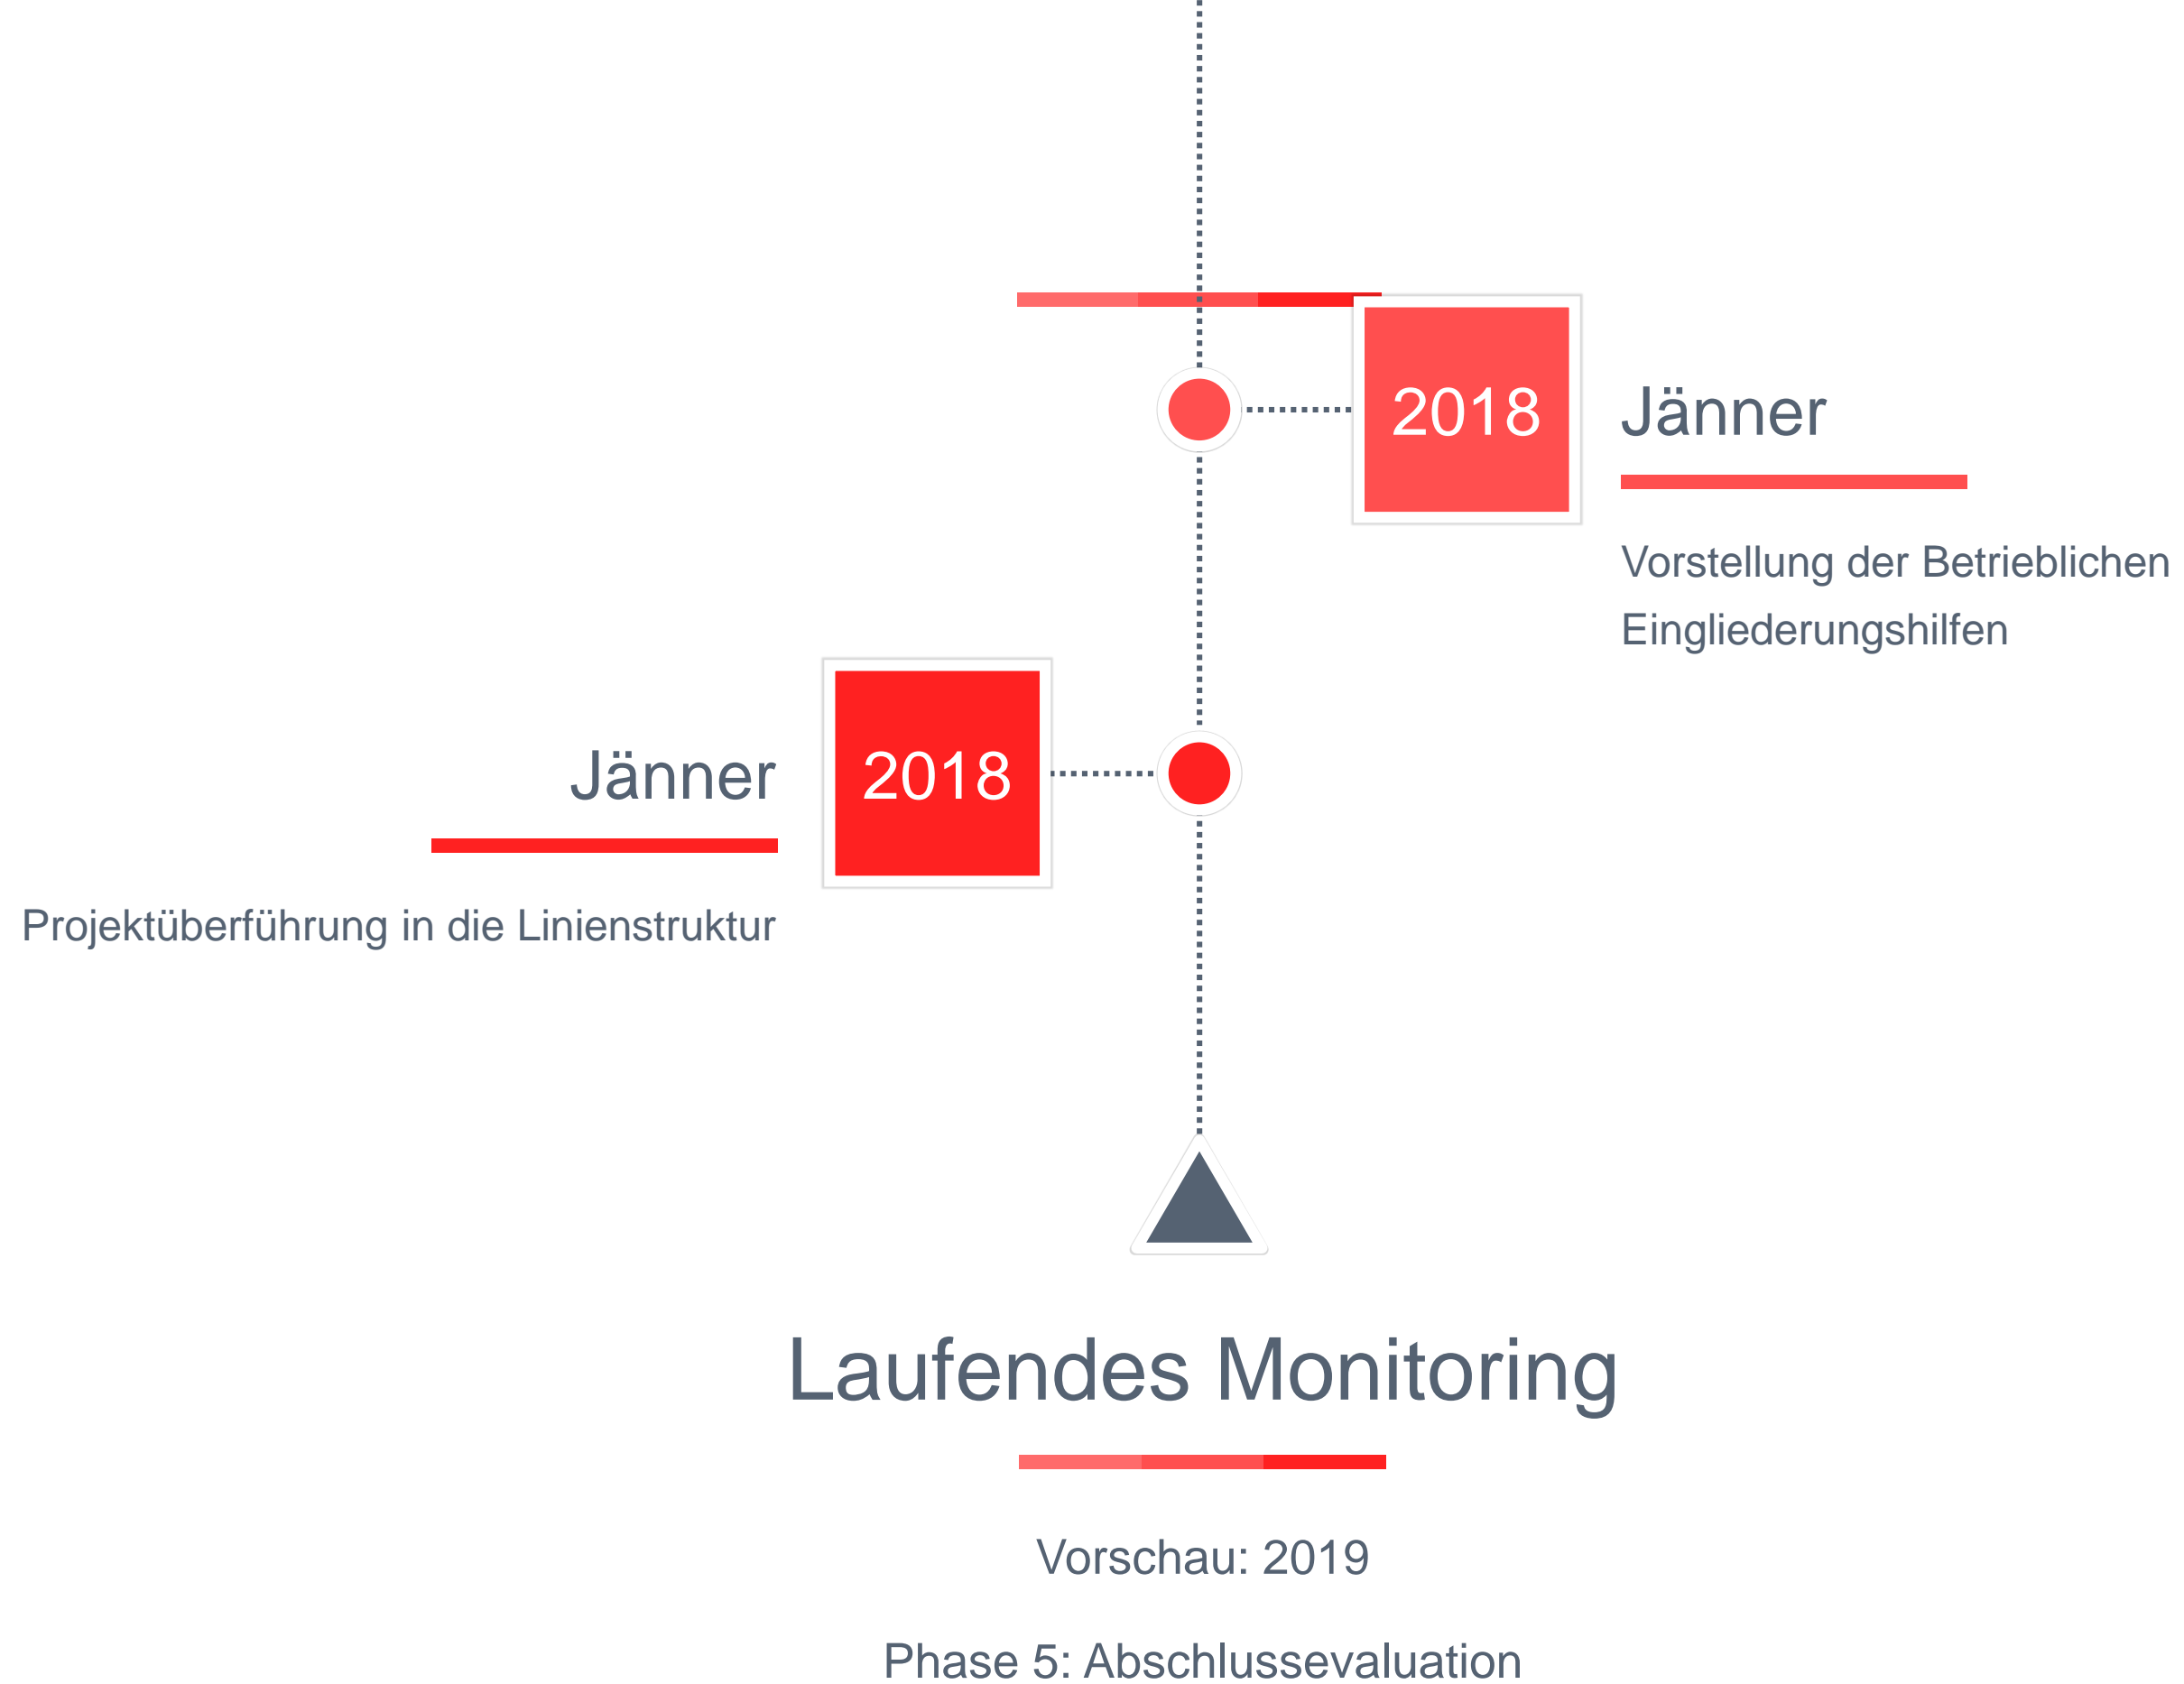 2018
Jänner
Vorstellung der Betrieblichen
Eingliederungshilfen
Jänner
2018
Projektüberführung in die Linienstruktur
Laufendes Monitoring
Vorschau: 2019
Phase 5: Abschlussevaluation